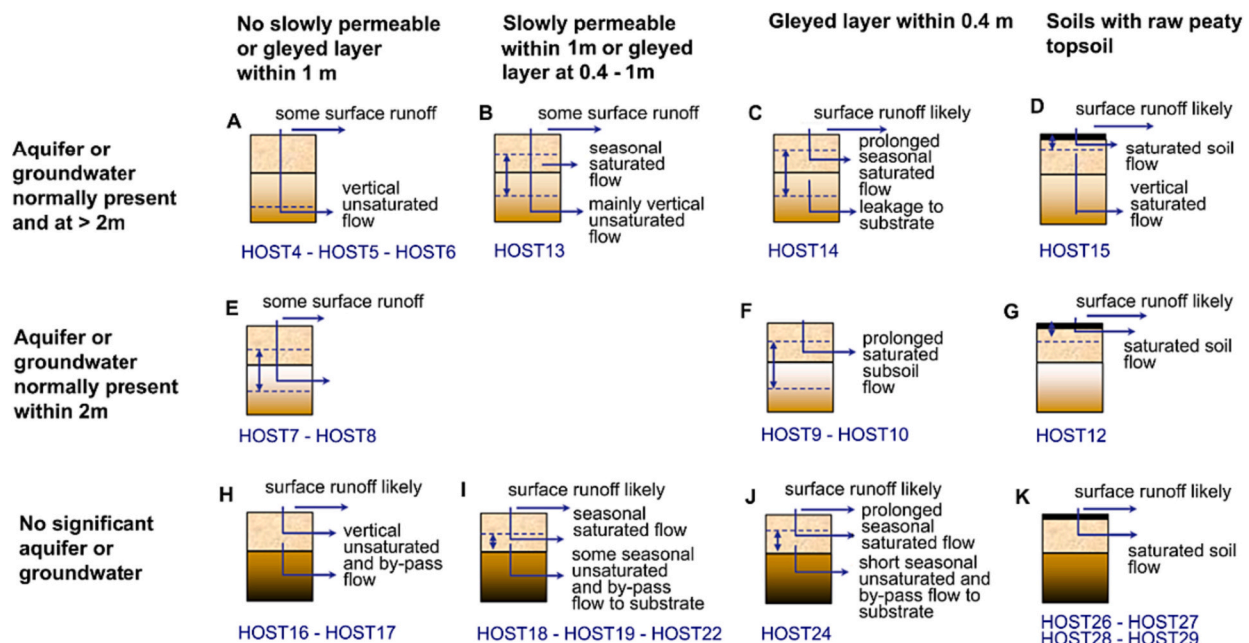 No slowly permeable
or gleyed layer
within 1 m
Slowly permeable
within 1m or gleyed
layer at 0.4 - 1m
Gleyed layer within 0.4 m
Soils with raw peaty
topsoil
Aquifer or
groundwater
normally present
and at > 2m
A
some surface runoff
vertical
unsaturated
flow
HOST4 - HOST5 - HOST6
B
some surface runoff
seasonal
saturated
flow
mainly vertical
unsaturated
flow
HOST13
C
surface runoff likely
prolonged
seasonal
saturated flow
leakage to
substrate
HOST14
D
surface runoff likely
saturated soil
flow
vertical
saturated
flow
HOST15
Aquifer or
groundwater
normally present
within 2m
E
some surface runoff
HOST7 - HOST8
F
prolonged
saturated
subsoil
flow
HOST9 - HOST10
G
surface runoff likely
saturated soil
flow
HOST12
No significant
aquifer or
groundwater
H
surface runoff likely
vertical
unsaturated
and by-pass
flow
HOST16 - HOST17
I
surface runoff likely
seasonal
saturated flow
some seasonal
unsaturated
and by-pass
flow to substrate
HOST18 - HOST19 - HOST22
J
surface runoff likely
prolonged
seasonal
saturated flow
short seasonal
unsaturated and
by-pass flow to
substrate
HOST24
K
surface runoff likely
saturated soil
flow
HOST26 - HOST27
HOST28 - HOST29